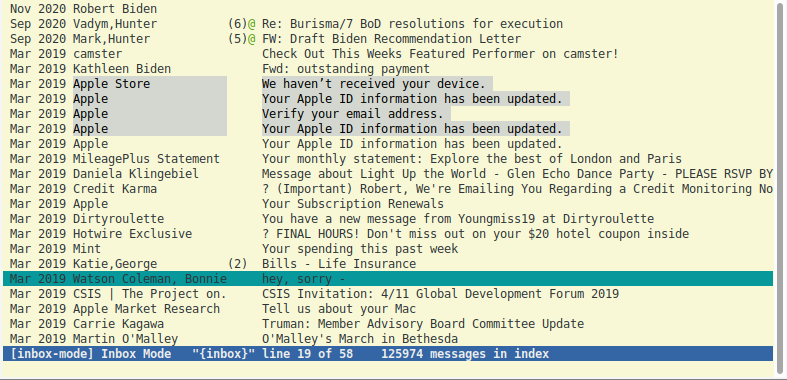 Nov 2020 Robert Biden
Sep 2020 Vadym,Hunter (6)@ Re: Burisma/7 BoD resolutions for execution
Sep 2020 Mark,Hunter (5)@ FW: Draft Biden Recommendation Letter
Mar 2019 camster Check Out This Weeks Featured Performer on camster!
Mar 2019 Kathleen Biden Fwd: outstanding payment
Mar 2019 Apple Store We haven’t received your device.
Mar 2019 Apple Your Apple ID information has been updated.
Mar 2019 Apple Verify your email address.
Mar 2019 Apple Your Apple ID information has been updated.
Mar 2019 Apple Your Apple ID information has been updated.
Mar 2019 MileagePlus Statement Your monthly statement: Explore the best of London and Paris
Mar 2019 Daniela Klingebiel Message about Light Up the World - Glen Echo Dance Party - PLEASE RSVP BY
Mar 2019 Credit Karma ? (Important) Robert, We're Emailing You Regarding a Credit Monitoring No
Mar 2019 Apple Your Subscription Renewals
Mar 2019 Dirtyroulette You have a new message from Youngmiss19 at Dirtyroulette
Mar 2019 Hotwire Exclusive ? FINAL HOURS! Don't miss out on your $20 hotel coupon inside
Mar 2019 Mint Your spending this past week
Mar 2019 Katie,George (2) Bills - Life Insurance
Mar 2019 Watson Coleman, Bonnie hey, sorry -
Mar 2019 CSIS | The Project on. CSIS Invitation: 4/11 Global Development Forum 2019
Mar 2019 Apple Market Research Tell us about your Mac
Mar 2019 Carrie Kagawa Truman: Member Advisory Board Committee Update
Mar 2019 Martin O'Malley O'Malley's March in Bethesda
[inbox-mode] Inbox Mode "{inbox}" line 19 of 58 125974 messages in index